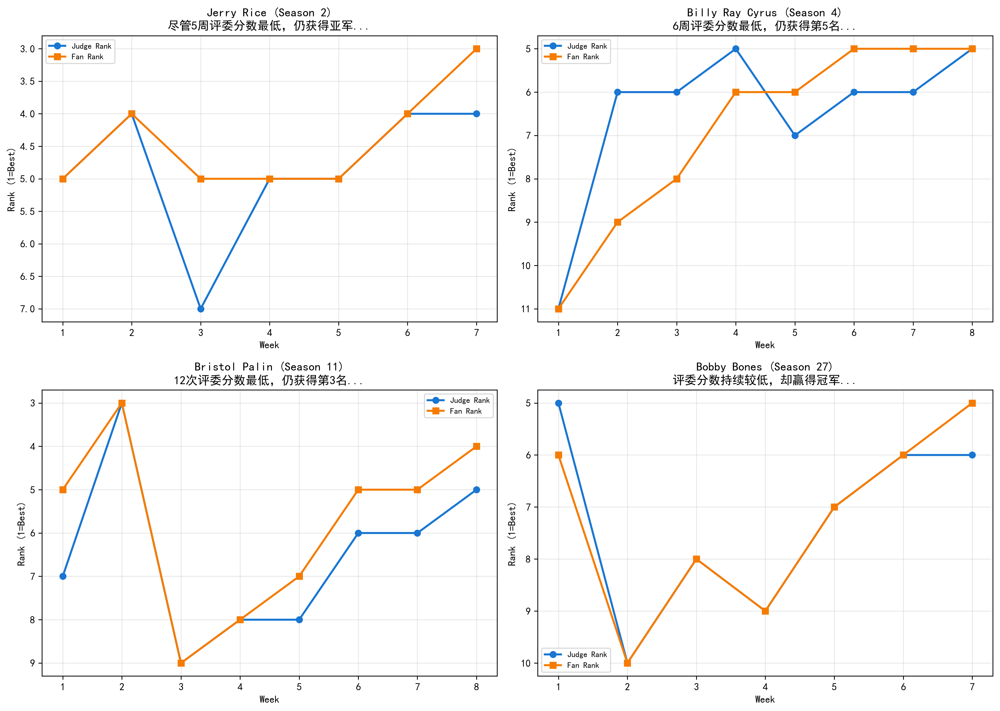 Jerry Rice (Season 2)
尽管5周评委分数最低，仍获得亚军...
Judge Rank
Fan Rank
Rank (1=Best)
3.0
3.5
4.0
4.5
5.0
5.5
6.0
6.5
7.0
1 2 3 4 5 6 7
Week
Billy Ray Cyrus (Season 4)
6周评委分数最低，仍获得第5名...
Judge Rank
Fan Rank
Rank (1=Best)
5
6
7
8
9
10
11
1 2 3 4 5 6 7 8
Week
Bristol Palin (Season 11)
12次评委分数最低，仍获得第3名...
Judge Rank
Fan Rank
Rank (1=Best)
3
4
5
6
7
8
9
1 2 3 4 5 6 7 8
Week
Bobby Bones (Season 27)
评委分数持续较低，却赢得冠军...
Judge Rank
Fan Rank
Rank (1=Best)
5
6
7
8
9
10
1 2 3 4 5 6 7
Week